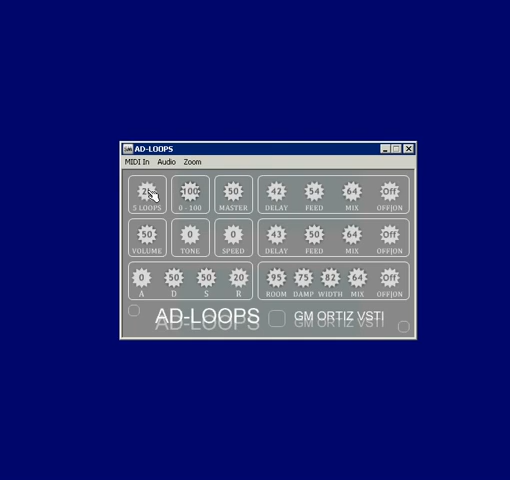 AD-LOOPS
MIDI In Audio Zoom
100 50 42 54 64 Off
5 LOOPS 0 - 100 MASTER DELAY FEED MIX OFF/ON
50 0 0 43 50 64 Off
VOLUME TONE SPEED DELAY FEED MIX OFF/ON
0 50 50 20 95 75 82 64 Off
A D S R ROOM DAMP WIDTH MIX OFF/ON
AD-LOOPS GM ORTIZ VSTI